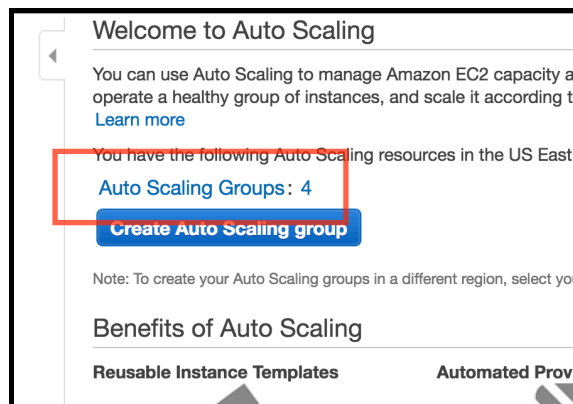 Welcome to Auto Scaling
You can use Auto Scaling to manage Amazon EC2 capacity a
operate a healthy group of instances, and scale it according t
Learn more
You have the following Auto Scaling resources in the US East
Auto Scaling Groups: 4
Create Auto Scaling group
Note: To create your Auto Scaling groups in a different region, select yo
Benefits of Auto Scaling
Reusable Instance Templates
Automated Prov